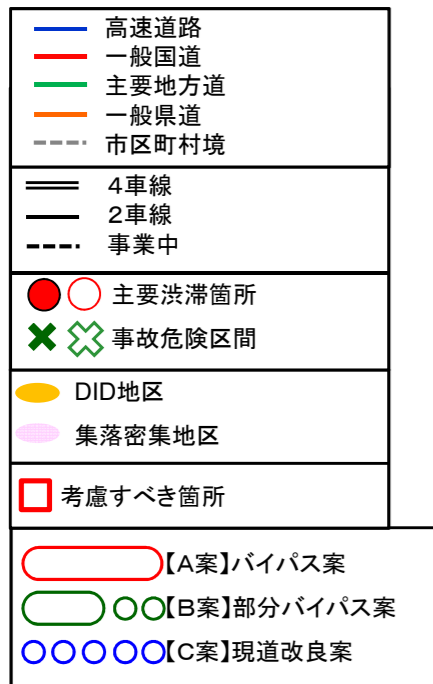 高速道路
一般国道
主要地方道
一般県道
市区町村境
4車線
2車線
事業中
主要渋滞箇所
事故危険区間
DID地区
集落密集地区
考慮すべき箇所
【A案】バイパス案
【B案】部分バイパス案
【C案】現道改良案